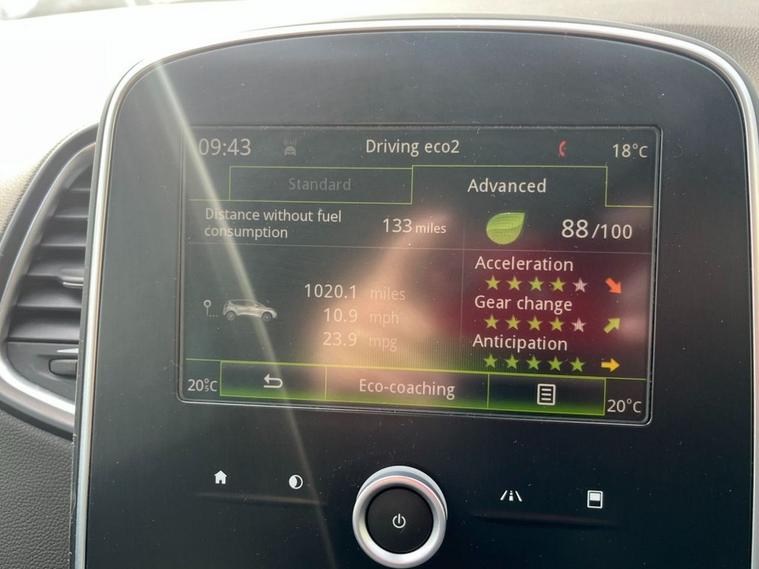 09:43 Driving eco2 18°C
Standard Advanced
Distance without fuel
consumption 133 miles
88/100
Acceleration
1020.1 miles
Gear change
10.9 mph
23.9 mpg
Anticipation
20°C Eco-coaching 20°C